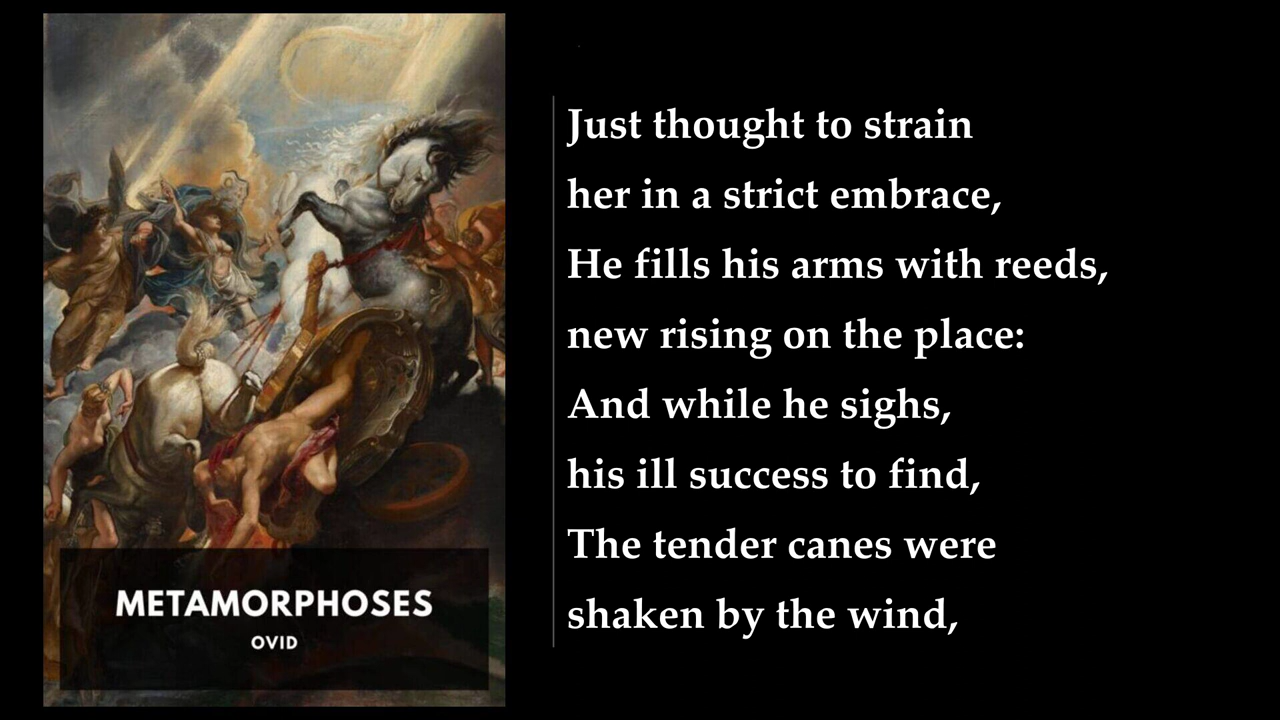 METAMORPHOSES
OVID
Just thought to strain
her in a strict embrace,
He fills his arms with reeds,
new rising on the place:
And while he sighs,
his ill success to find,
The tender canes were
shaken by the wind,